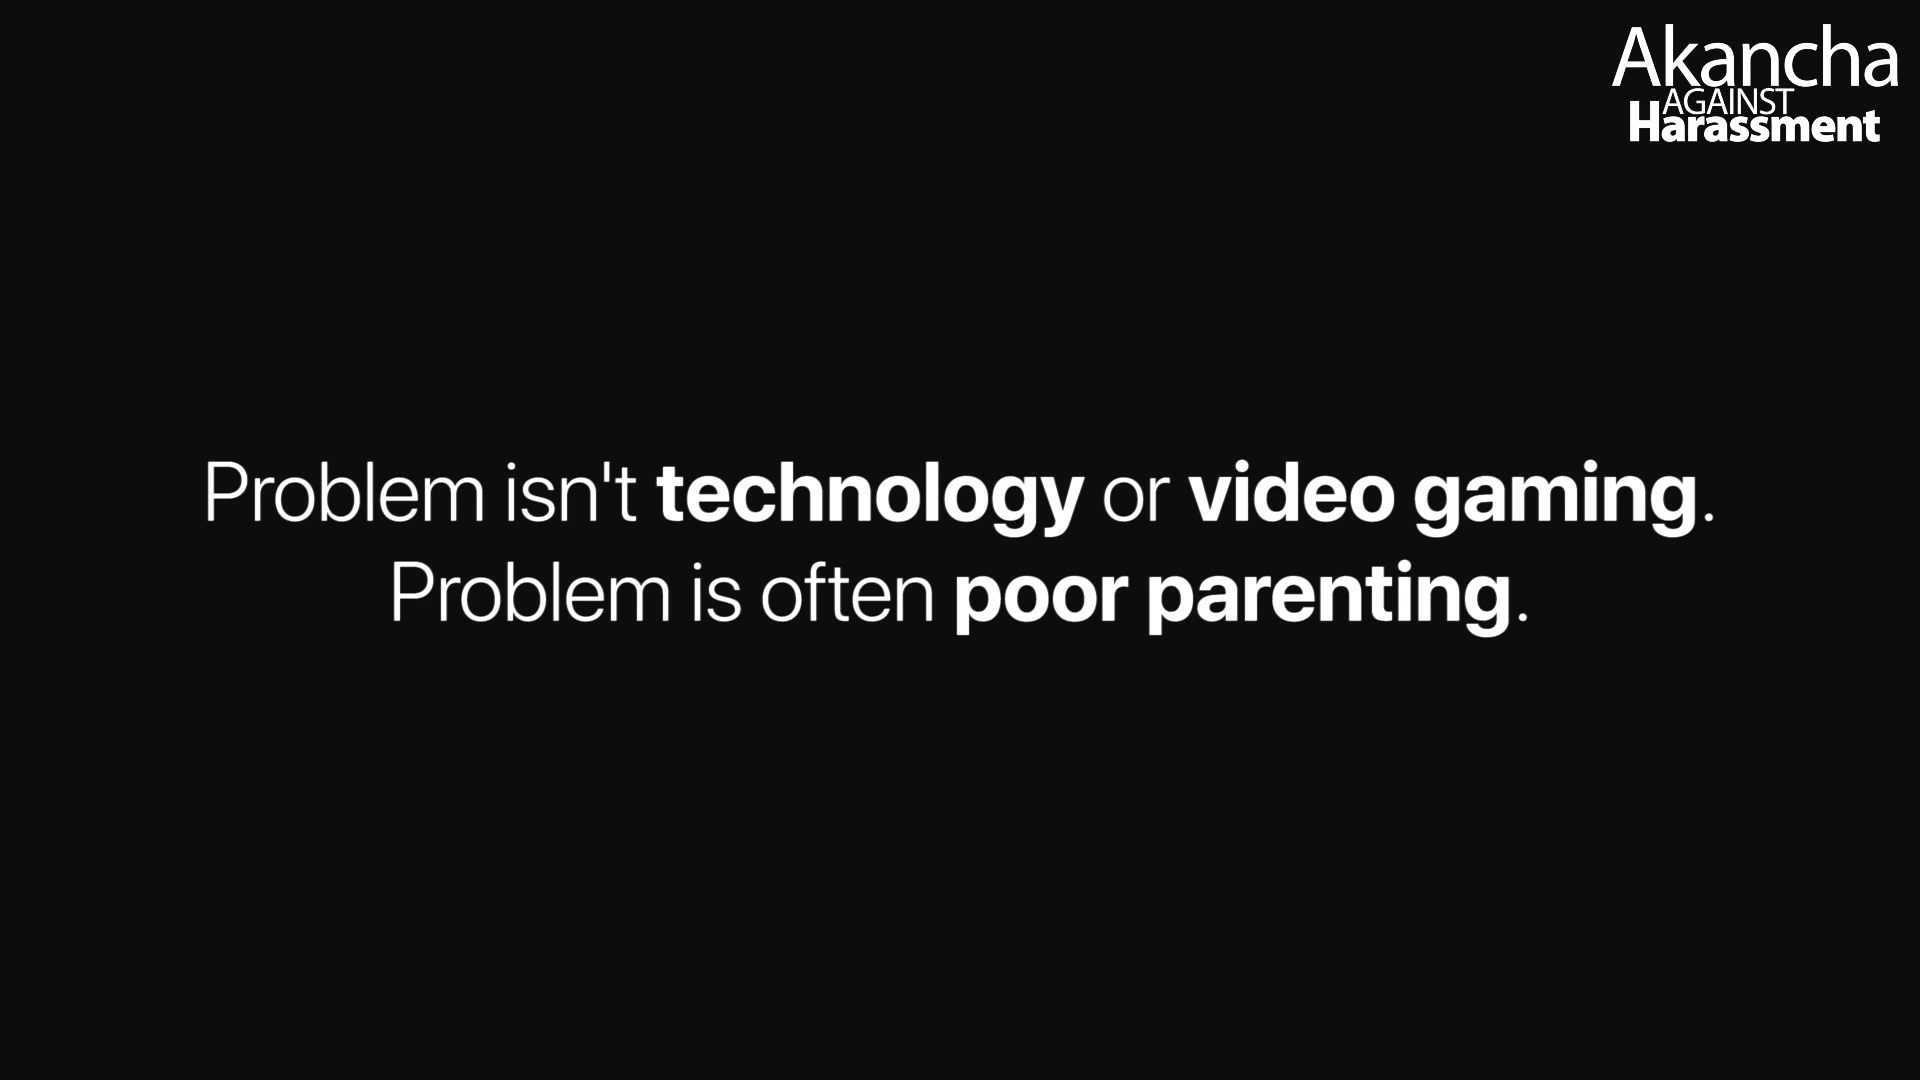 Akancha
AGAINST
Harassment
Problem isn't technology or video gaming.
Problem is often poor parenting.